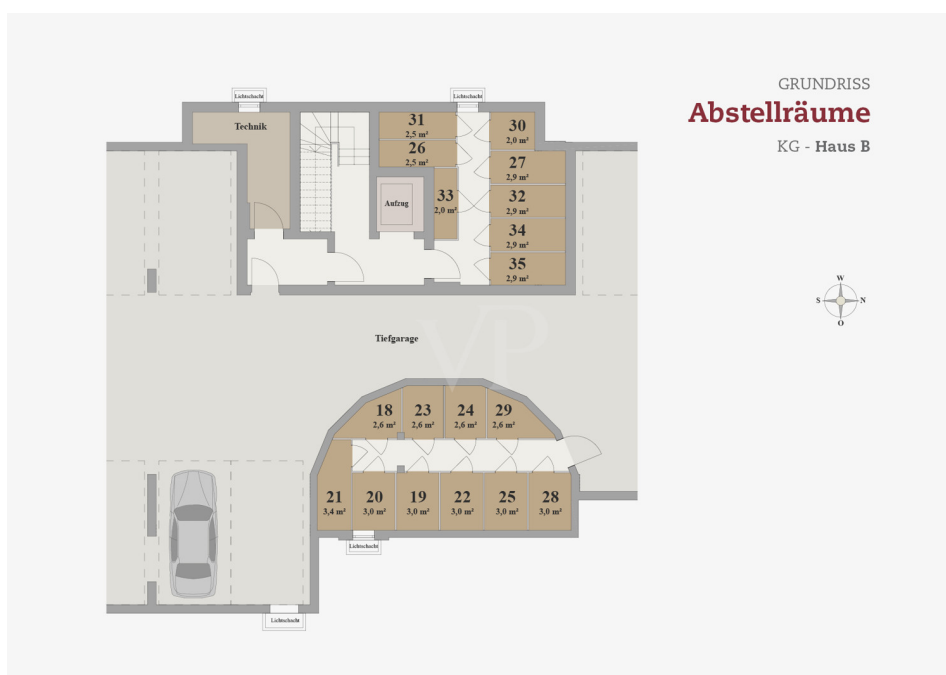 GRUNDRISS
Abstellräume
KG - Haus B
Lichtschacht
Lichtschacht
Technik
31
2,5 m²
30
2,0 m²
26
2,5 m²
27
2,9 m²
33
2,0 m²
32
2,9 m²
Aufzug
34
2,9 m²
35
2,9 m²
W
S
N
O
Tiefgarage
VP
18
2,6 m²
23
2,6 m²
24
2,6 m²
29
2,6 m²
21
3,4 m²
20
3,0 m²
19
3,0 m²
22
3,0 m²
25
3,0 m²
28
3,0 m²
Lichtschacht
Lichtschacht